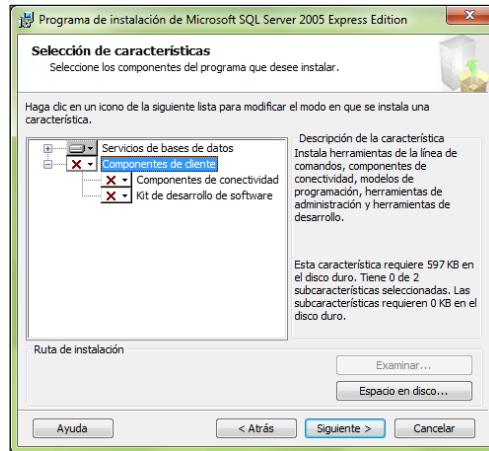 Programa de instalación de Microsoft SQL Server 2005 Express Edition
Selección de características
Seleccione los componentes del programa que desee instalar.
Haga clic en un icono de la siguiente lista para modificar el modo en que se instala una
característica.
Servicios de bases de datos
Componentes de cliente
Componentes de conectividad
Kit de desarrollo de software
Descripción de la característica
Instala herramientas de la línea de
comandos, componentes de
conectividad, modelos de
programación, herramientas de
administración y herramientas de
desarrollo.
Esta característica requiere 597 KB en
el disco duro. Tiene 0 de 2
subcaracterísticas seleccionadas. Las
subcaracterísticas requieren 0 KB en el
disco duro.
Ruta de instalación
Examinar...
Espacio en disco...
Ayuda
< Atrás
Siguiente >
Cancelar